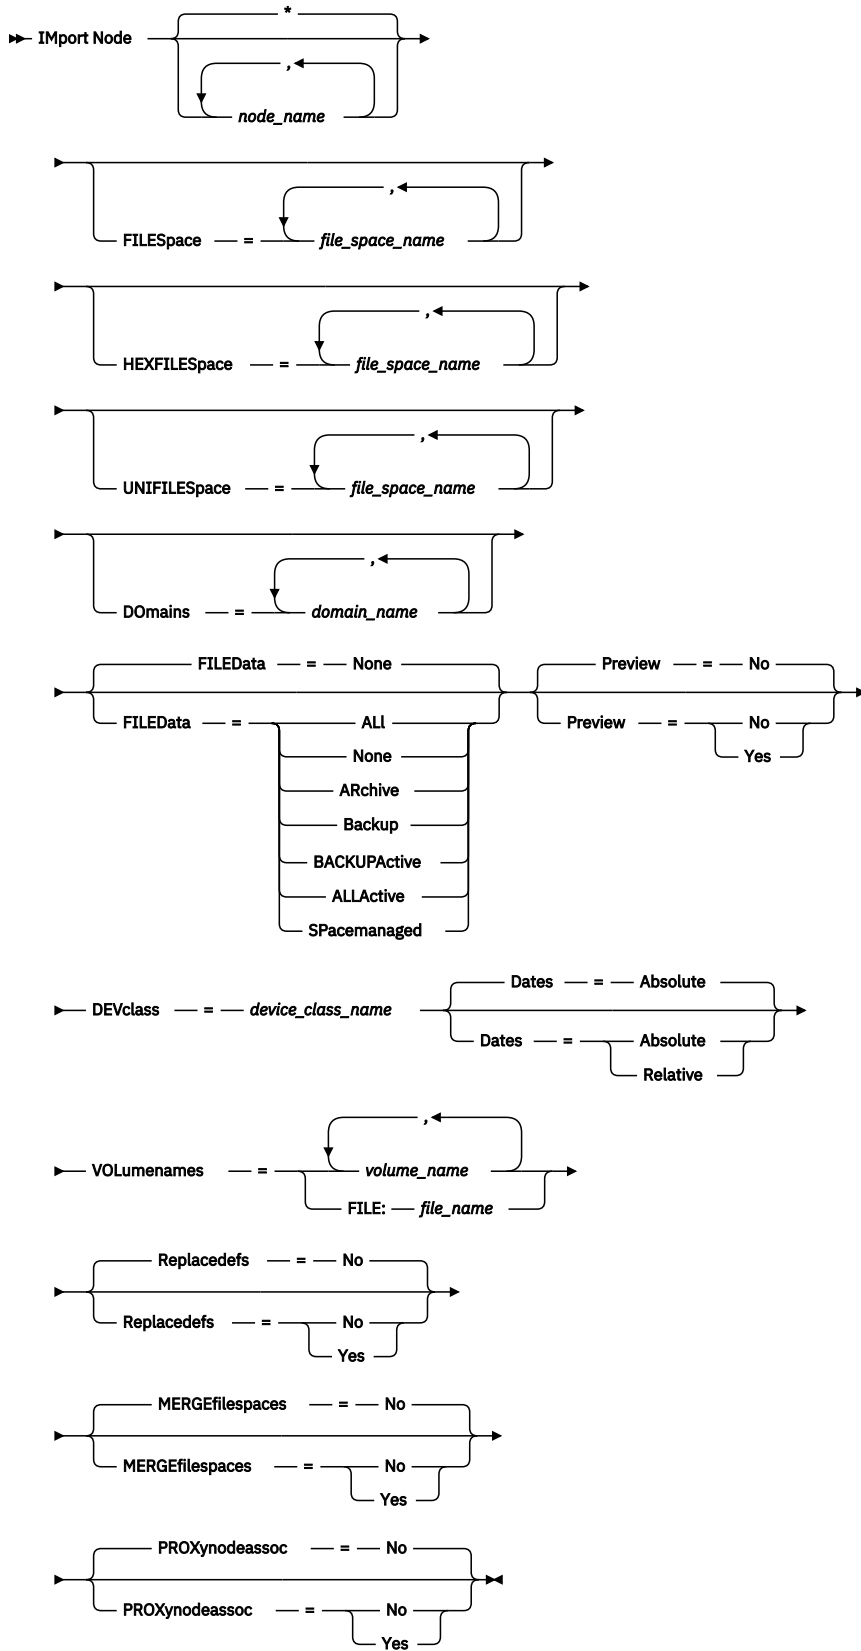 *
IMport Node
,
node_name
,
FILESpace = file_space_name
,
HEXFILESpace = file_space_name
,
UNIFILESpace = file_space_name
,
DOmains = domain_name
FILEData = None Preview = No
FILEData = ALl Preview = No
None Yes
ARchive
Backup
BACKUPActive
ALLActive
SPacemanaged
Dates = Absolute
DEVclass = device_class_name
Dates = Absolute
Relative
,
VOLumenames = volume_name
FILE: file_name
Replacedefs = No
Replacedefs = No
Yes
MERGEfilespaces = No
MERGEfilespaces = No
Yes
PROXynodeassoc = No
PROXynodeassoc = No
Yes